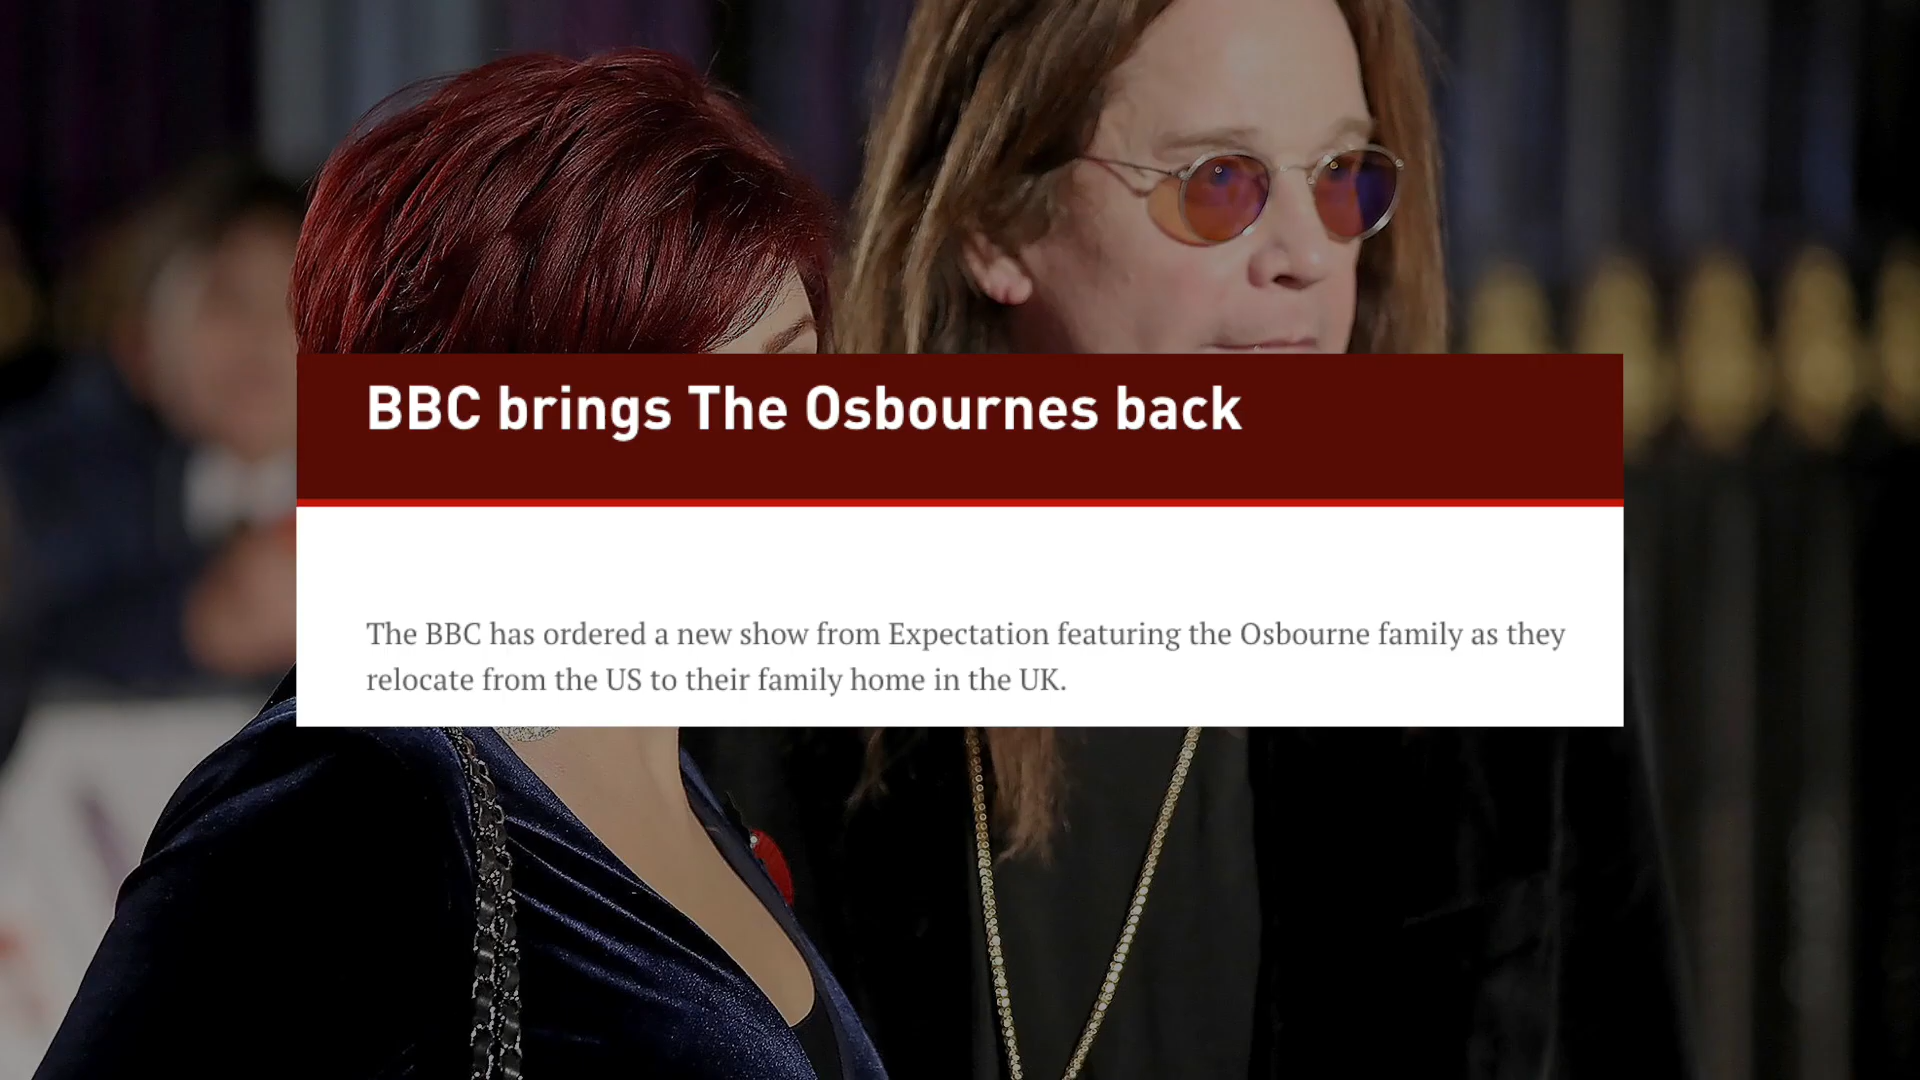 BBC brings The Osbournes back
The BBC has ordered a new show from Expectation featuring the Osbourne family as they
relocate from the US to their family home in the UK.